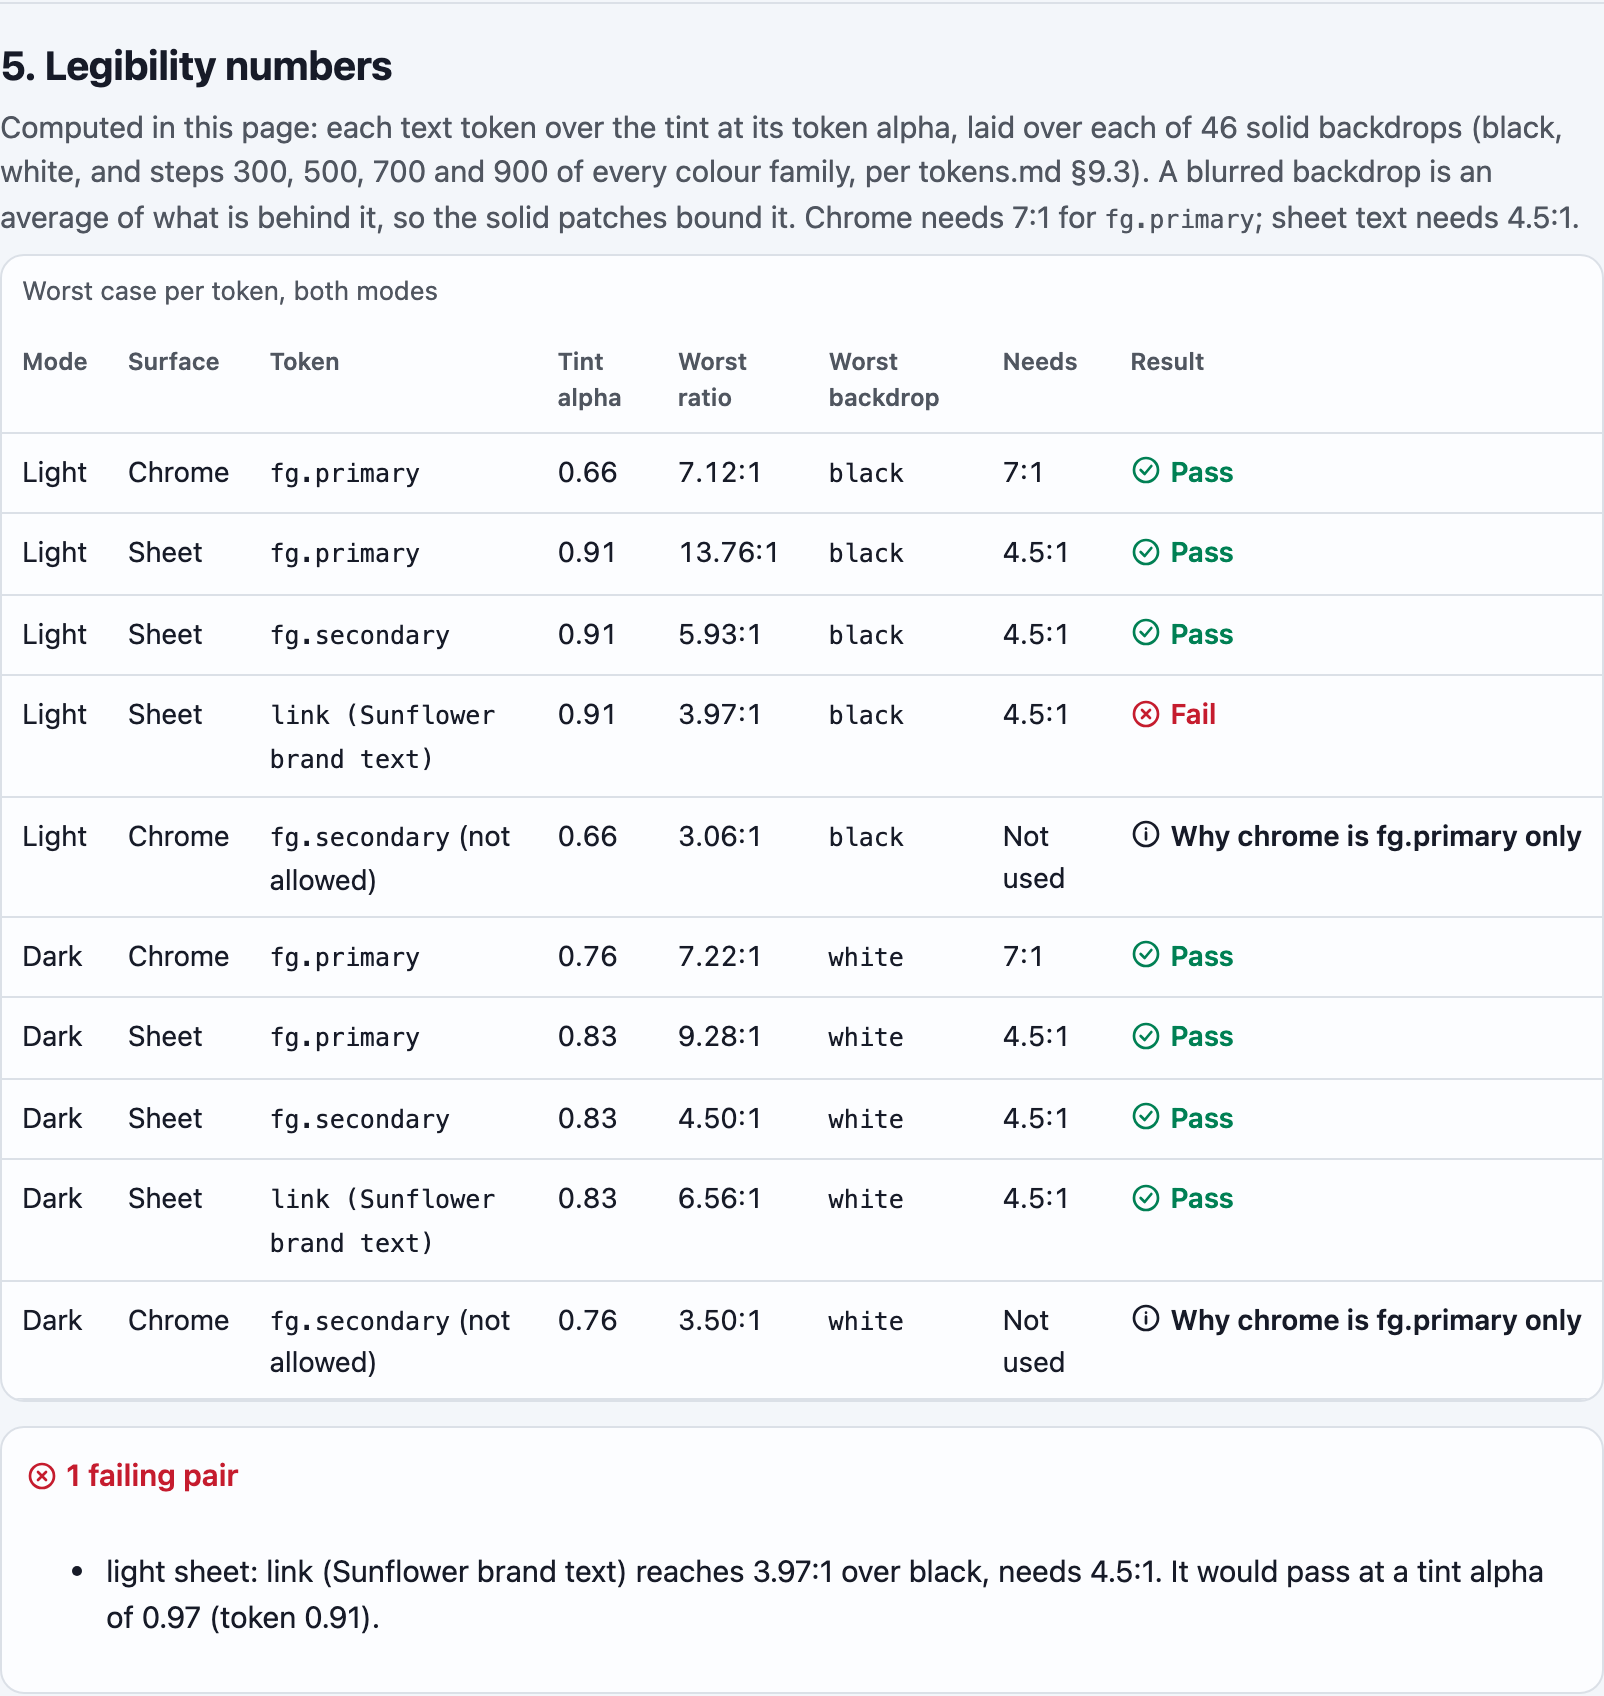 5. Legibility numbers
Computed in this page: each text token over the tint at its token alpha, laid over each of 46 solid backdrops (black,
white, and steps 300, 500, 700 and 900 of every colour family, per tokens.md §9.3). A blurred backdrop is an
average of what is behind it, so the solid patches bound it. Chrome needs 7:1 for fg.primary; sheet text needs 4.5:1.
Worst case per token, both modes
Mode Surface Token Tint alpha Worst ratio Worst backdrop Needs Result
Light Chrome fg.primary 0.66 7.12:1 black 7:1 Pass
Light Sheet fg.primary 0.91 13.76:1 black 4.5:1 Pass
Light Sheet fg.secondary 0.91 5.93:1 black 4.5:1 Pass
Light Sheet link (Sunflower brand text) 0.91 3.97:1 black 4.5:1 Fail
Light Chrome fg.secondary (not allowed) 0.66 3.06:1 black Not used Why chrome is fg.primary only
Dark Chrome fg.primary 0.76 7.22:1 white 7:1 Pass
Dark Sheet fg.primary 0.83 9.28:1 white 4.5:1 Pass
Dark Sheet fg.secondary 0.83 4.50:1 white 4.5:1 Pass
Dark Sheet link (Sunflower brand text) 0.83 6.56:1 white 4.5:1 Pass
Dark Chrome fg.secondary (not allowed) 0.76 3.50:1 white Not used Why chrome is fg.primary only
1 failing pair
• light sheet: link (Sunflower brand text) reaches 3.97:1 over black, needs 4.5:1. It would pass at a tint alpha
of 0.97 (token 0.91).